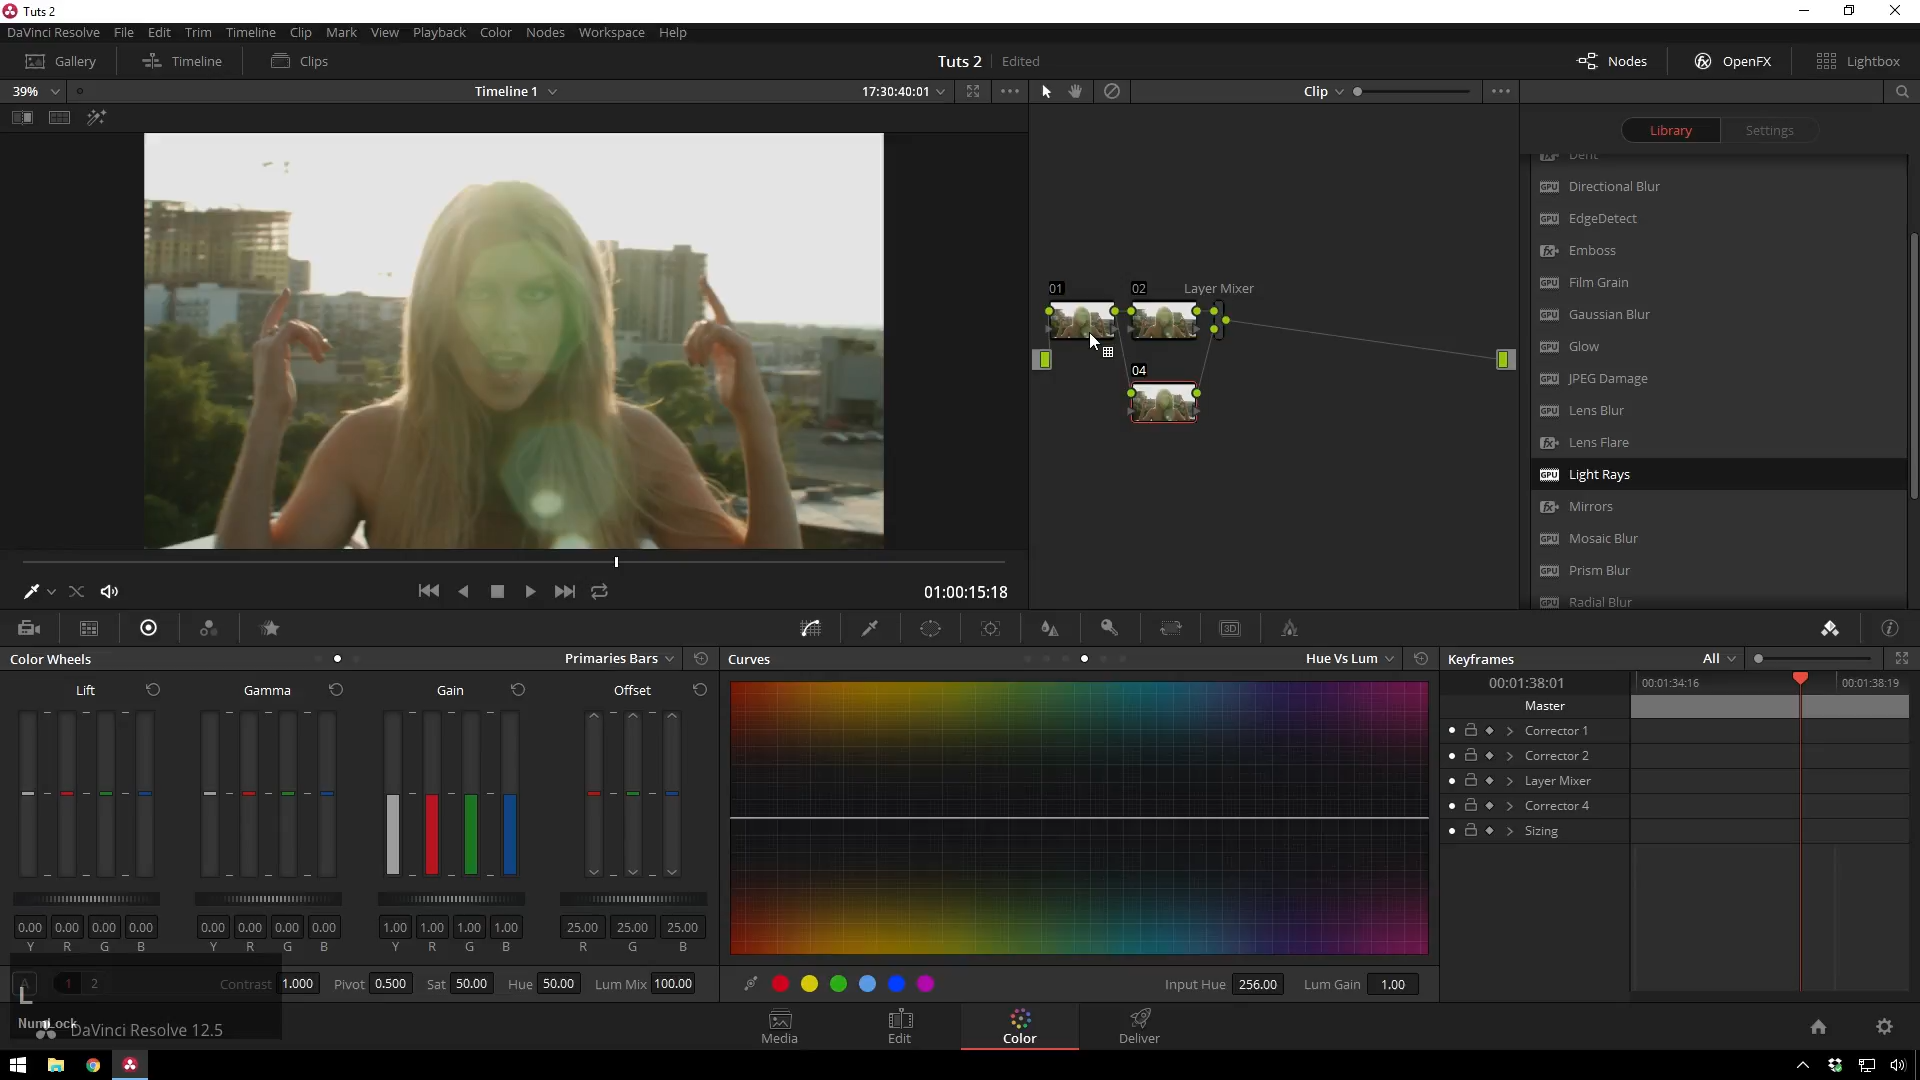 Tuts 2
DaVinci Resolve File Edit Trim Timeline Clip Mark View Playback Color Nodes Workspace Help
Gallery Timeline Clips Tuts 2 Edited Nodes OpenFX Lightbox
39% Timeline 1 17:30:40:01 Clip
Library Settings
Dent
Directional Blur
EdgeDetect
Emboss
Film Grain
Gaussian Blur
Glow
JPEG Damage
Lens Blur
Lens Flare
Light Rays
Mirrors
Mosaic Blur
Prism Blur
Radial Blur
01 02 Layer Mixer
04
01:00:15:18
3D
Color Wheels Primaries Bars
Lift Gamma Gain Offset
0.00 0.00 0.00 0.00 0.00 0.00 0.00 0.00 1.00 1.00 1.00 1.00 25.00 25.00 25.00
Y R G B Y R G B Y R G B R G B
A 1 2 Contrast 1.000 Pivot 0.500 Sat 50.00 Hue 50.00 Lum Mix 100.00
Curves Hue Vs Lum
Input Hue 256.00 Lum Gain 1.00
Keyframes All
00:01:38:01 00:01:34:16 00:01:38:19
Master
Corrector 1
Corrector 2
Layer Mixer
Corrector 4
Sizing
L
NumLock
DaVinci Resolve 12.5
Media Edit Color Deliver